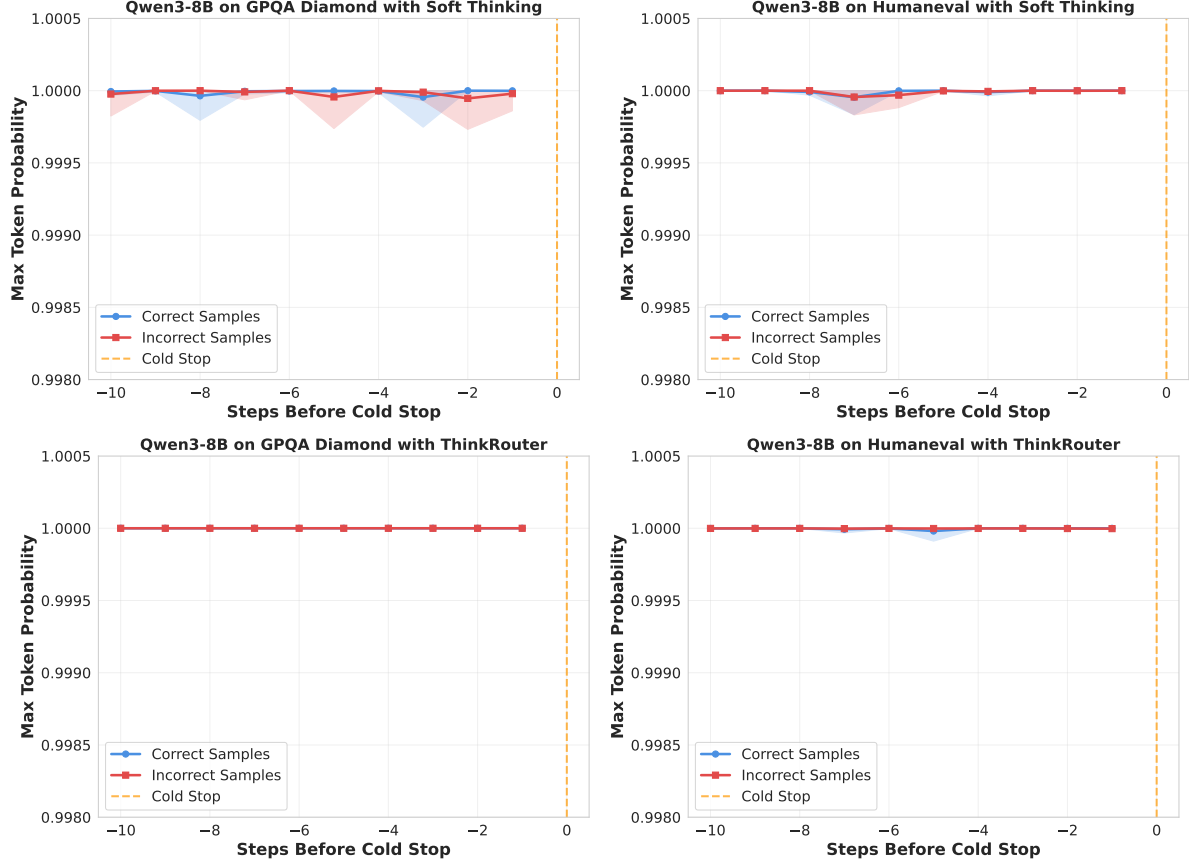 Qwen3-8B on GPQA Diamond with Soft Thinking
1.0005
1.0000
0.9995
0.9990
0.9985
0.9980
Max Token Probability
Correct Samples
Incorrect Samples
Cold Stop
−10 −8 −6 −4 −2 0
Steps Before Cold Stop
Qwen3-8B on Humaneval with Soft Thinking
1.0005
1.0000
0.9995
0.9990
0.9985
0.9980
Max Token Probability
Correct Samples
Incorrect Samples
Cold Stop
−10 −8 −6 −4 −2 0
Steps Before Cold Stop
Qwen3-8B on GPQA Diamond with ThinkRouter
1.0005
1.0000
0.9995
0.9990
0.9985
0.9980
Max Token Probability
Correct Samples
Incorrect Samples
Cold Stop
−10 −8 −6 −4 −2 0
Steps Before Cold Stop
Qwen3-8B on Humaneval with ThinkRouter
1.0005
1.0000
0.9995
0.9990
0.9985
0.9980
Max Token Probability
Correct Samples
Incorrect Samples
Cold Stop
−10 −8 −6 −4 −2 0
Steps Before Cold Stop